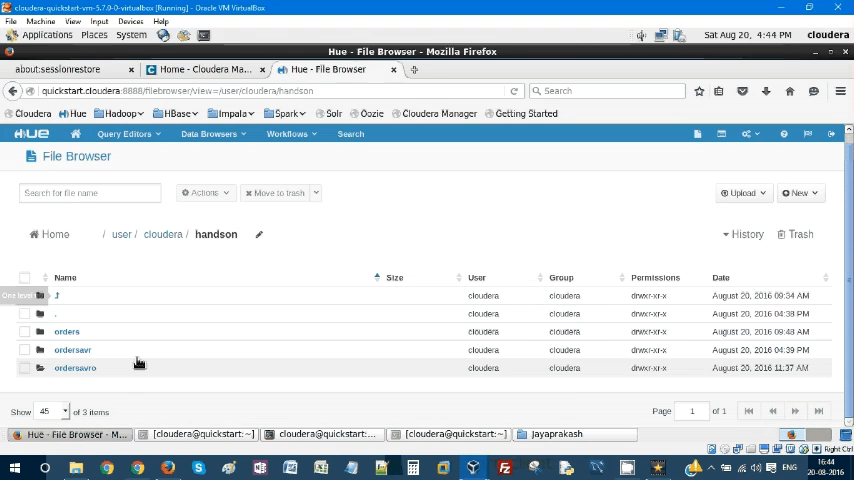 cloudera-quickstart-vm-5.7.0-0-virtualbox [Running] - Oracle VM VirtualBox
File Machine View Input Devices Help
Applications Places System Sat Aug 20, 4:44 PM cloudera
Hue - File Browser - Mozilla Firefox
about:sessionrestore Home - Cloudera Ma... Hue - File Browser
quickstart.cloudera:8888/filebrowser/view=/user/cloudera/handson Search
Cloudera Hue Hadoop HBase Impala Spark Solr Oozie Cloudera Manager Getting Started
HUE Query Editors Data Browsers Workflows Search
File Browser
Search for file name Actions Move to trash Upload New
Home / user / cloudera / handson History Trash
Name Size User Group Permissions Date
One level cloudera cloudera drwxr-xr-x August 20, 2016 09:34 AM
. cloudera cloudera drwxr-xr-x August 20, 2016 04:38 PM
orders cloudera cloudera drwxr-xr-x August 20, 2016 09:48 AM
ordersavr cloudera cloudera drwxr-xr-x August 20, 2016 04:39 PM
ordersavro cloudera cloudera drwxr-xr-x August 20, 2016 11:37 AM
Show 45 of 3 items Page 1 of 1
Hue - File Browser - M... [cloudera@quickstart:~] cloudera@quickstart:... [cloudera@quickstart:~] Jayaprakash
Right Ctrl
ENG 16:44
20-08-2016